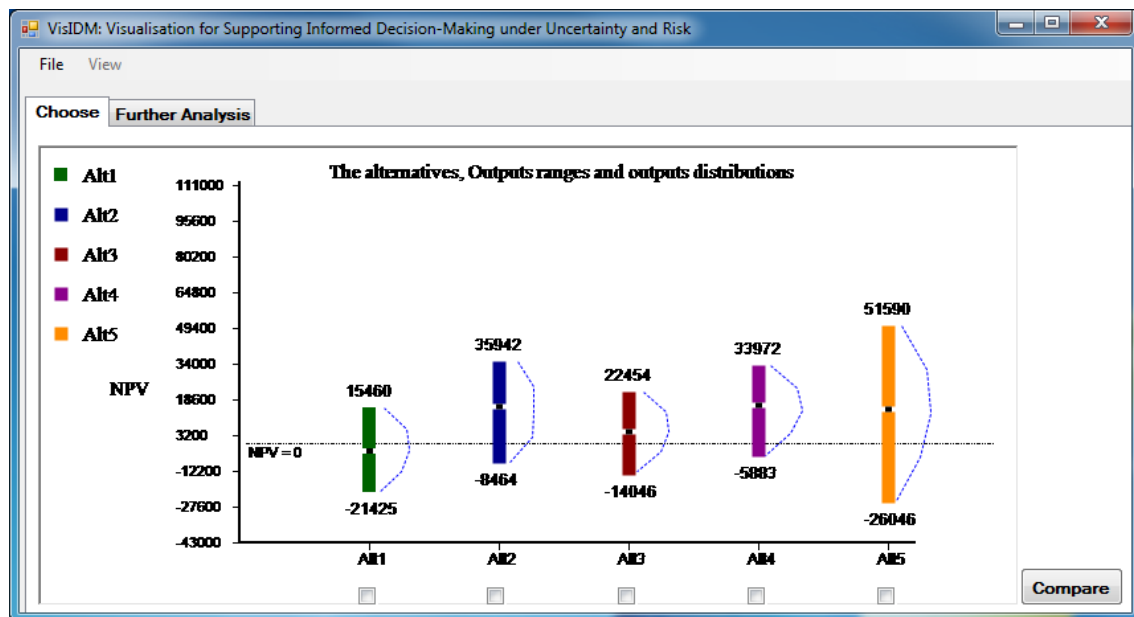 VisIDM: Visualisation for Supporting Informed Decision-Making under Uncertainty and Risk
File View
Choose Further Analysis
The alternatives, Outputs ranges and outputs distributions
Alt1
Alt2
Alt3
Alt4
Alt5
NPV
111000
95600
80200
64800
49400
34000
18600
3200
-12200
-27600
-43000
NPV = 0
15460
-21425
35942
-8464
22454
-14046
33972
-5883
51590
-26046
Alt1 Alt2 Alt3 Alt4 Alt5
Compare